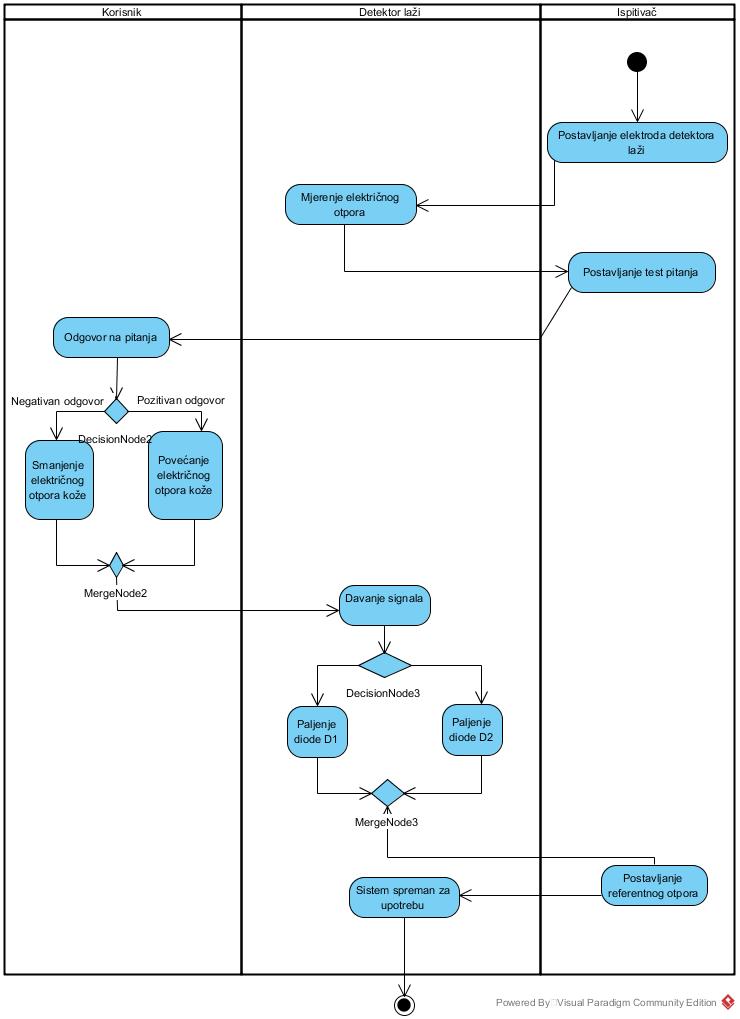 Korisnik
Detektor laži
Ispitivač
Postavljanje elektroda detektora
laži
Mjerenje električnog
otpora
Postavljanje test pitanja
Odgovor na pitanja
Negativan odgovor
Pozitivan odgovor
DecisionNode2
Smanjenje
električnog
otpora kože
Povećanje
električnog
otpora kože
MergeNode2
Davanje signala
DecisionNode3
Paljenje
diode D1
Paljenje
diode D2
MergeNode3
Postavljanje
referentnog otpora
Sistem spreman za
upotrebu
Powered By Visual Paradigm Community Edition